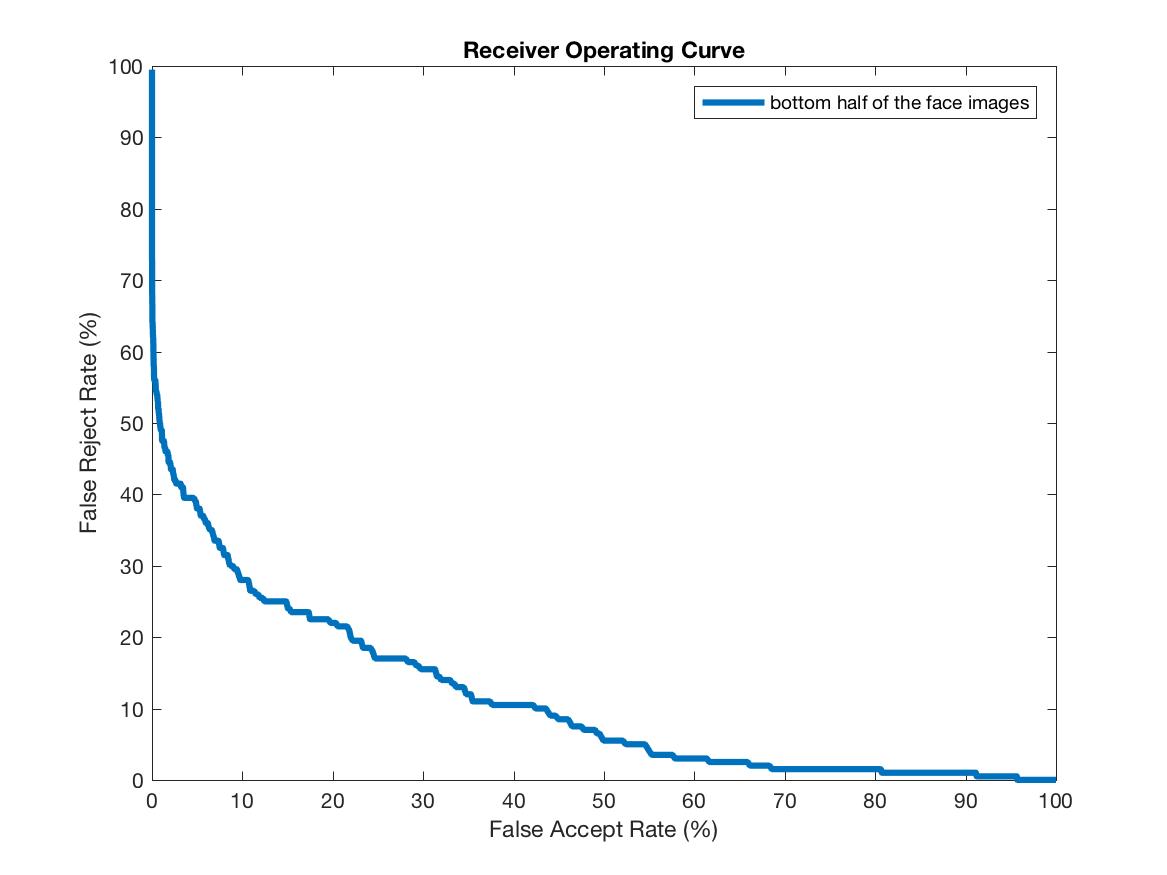 Receiver Operating Curve
bottom half of the face images
False Reject Rate (%)
100
90
80
70
60
50
40
30
20
10
0
0 10 20 30 40 50 60 70 80 90 100
False Accept Rate (%)